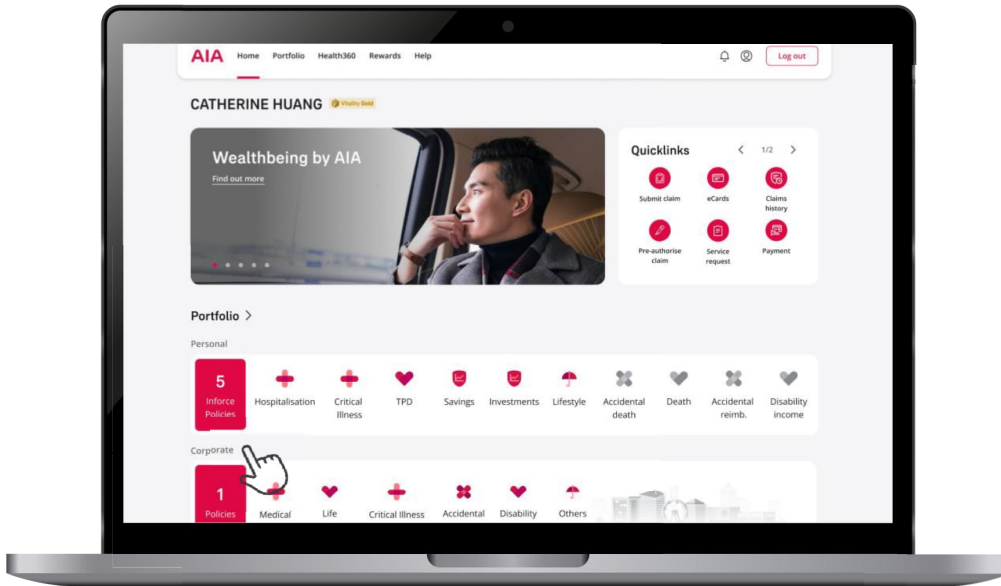 AIA Home Portfolio Health360 Rewards Help Log out
CATHERINE HUANG Vitality Gold
Wealthbeing by AIA
Find out more
Quicklinks 1/2
Submit claim eCards Claims
history
Pre-authorise Service Payment
claim request
Portfolio >
Personal
5
Inforce Hospitalisation Critical TPD Savings Investments Lifestyle Accidental Death Accidental Disability
Policies Illness death reimb. income
Corporate
1
Policies Medical Life Critical Illness Accidental Disability Others